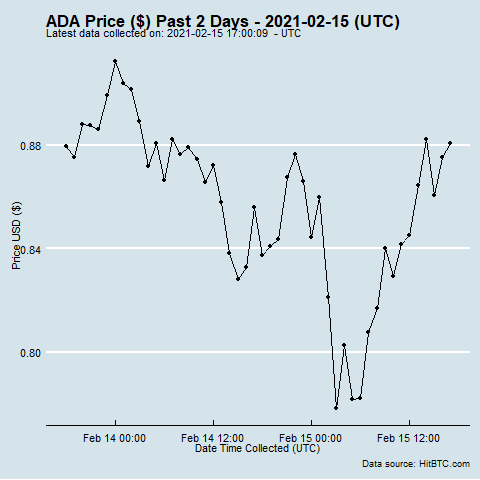 ADA Price ($) Past 2 Days - 2021-02-15 (UTC)
Latest data collected on: 2021-02-15 17:00:09 - UTC
0.88
0.84
0.80
Price USD ($)
Feb 14 00:00
Feb 14 12:00
Feb 15 00:00
Feb 15 12:00
Date Time Collected (UTC)
Data source: HitBTC.com